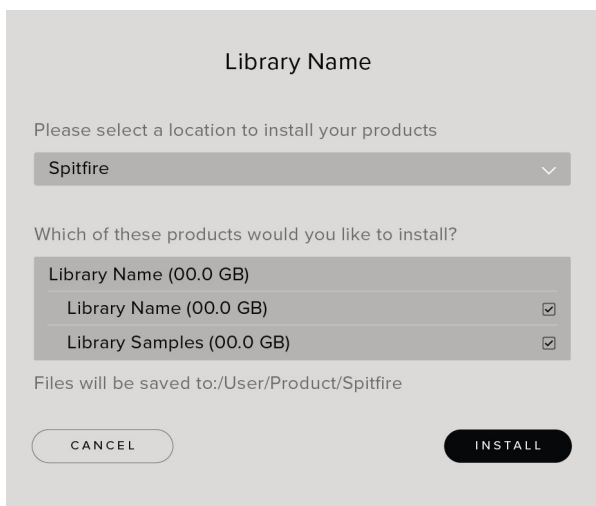 Library Name
Please select a location to install your products
Spitfire
Which of these products would you like to install?
Library Name (00.0 GB)
Library Name (00.0 GB)
Library Samples (00.0 GB)
Files will be saved to:/User/Product/Spitfire
CANCEL
INSTALL